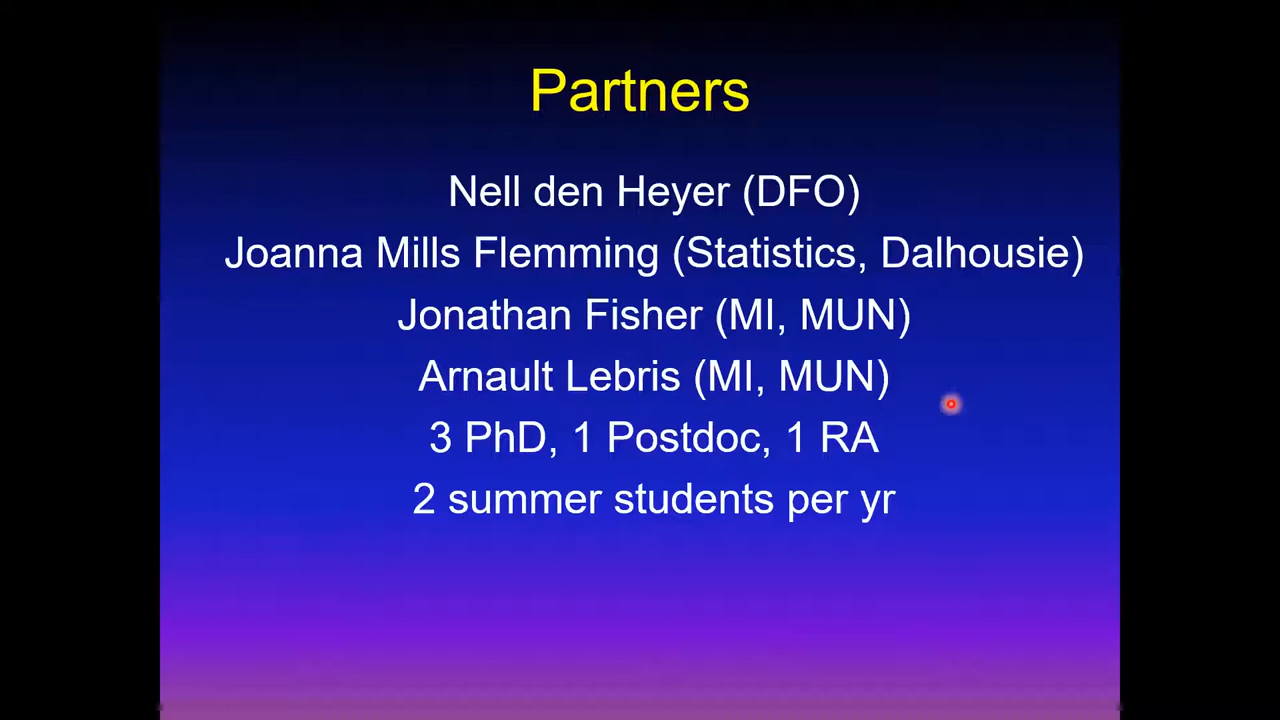 Partners
Nell den Heyer (DFO)
Joanna Mills Flemming (Statistics, Dalhousie)
Jonathan Fisher (MI, MUN)
Arnault Lebris (MI, MUN)
3 PhD, 1 Postdoc, 1 RA
2 summer students per yr